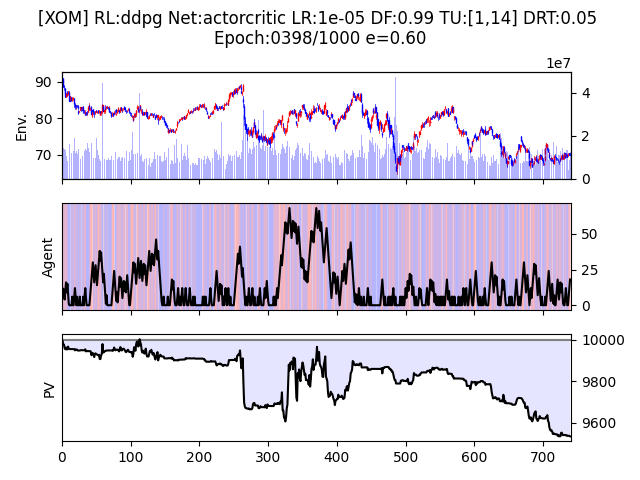 [XOM] RL:ddpg Net:actorcritic LR:1e-05 DF:0.99 TU:[1,14] DRT:0.05
Epoch:0398/1000 e=0.60
1e7
90
80
70
Env.
4
2
0
Agent
50
25
0
PV
10000
9800
9600
0 100 200 300 400 500 600 700